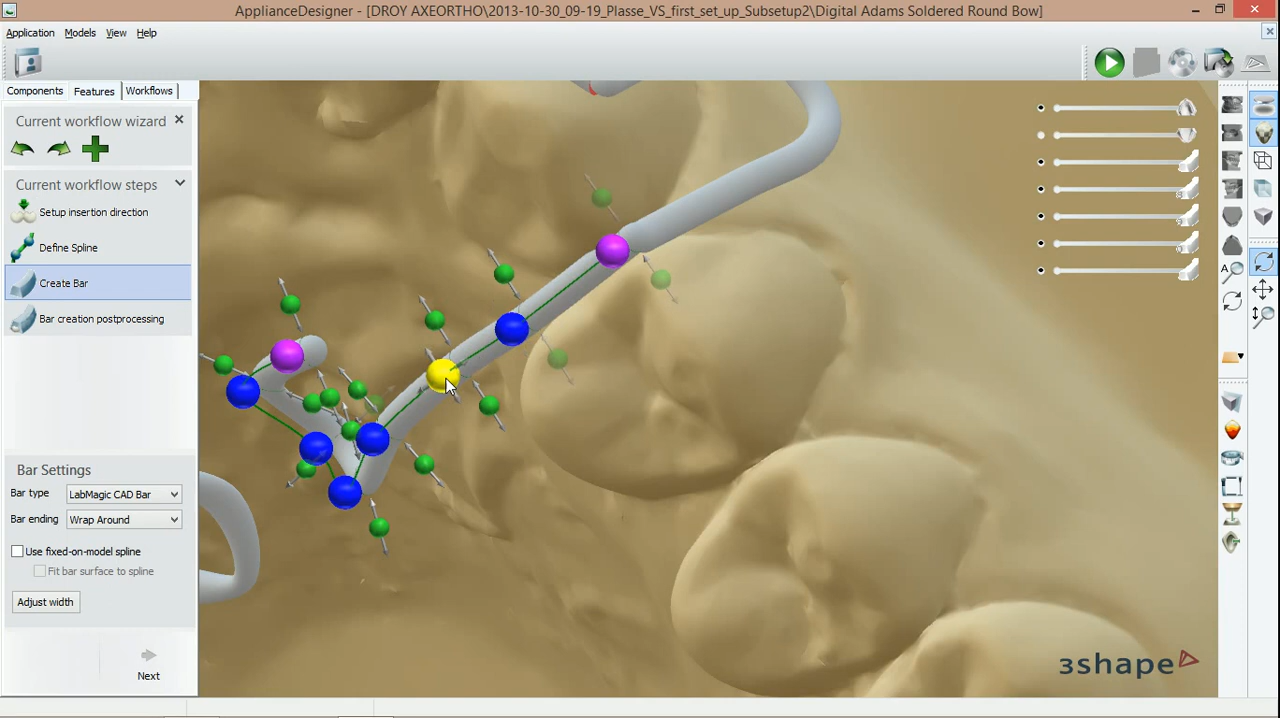 ApplianceDesigner - [DROY AXEORTHO\2013-10-30_09-19_Plasse_VS_first_set_up_Subsetup2\Digital Adams Soldered Round Bow]
Application Models View Help
Components Features Workflows
Current workflow wizard
Current workflow steps
Setup insertion direction
Define Spline
Create Bar
Bar creation postprocessing
Bar Settings
Bar type LabMagic CAD Bar
Bar ending Wrap Around
Use fixed-on-model spline
Fit bar surface to spline
Adjust width
Next
A
3shape